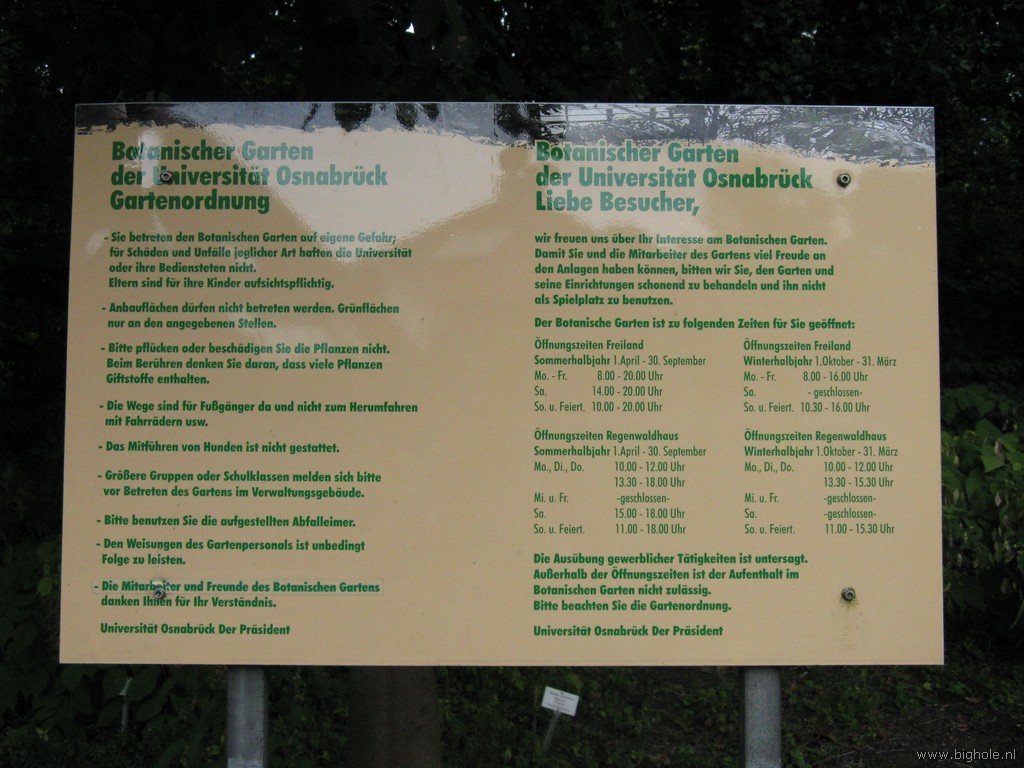 Botanischer Garten
der Universität Osnabrück
Gartenordnung
- Sie betreten den Botanischen Garten auf eigene Gefahr;
für Schäden und Unfälle jeglicher Art haften die Universität
oder ihre Bediensteten nicht.
Eltern sind für ihre Kinder aufsichtspflichtig.
- Anbauflächen dürfen nicht betreten werden. Grünflächen
nur an den angegebenen Stellen.
- Bitte pflücken oder beschädigen Sie die Pflanzen nicht.
Beim Berühren denken Sie daran, dass viele Pflanzen
Giftstoffe enthalten.
- Die Wege sind für Fußgänger da und nicht zum Herumfahren
mit Fahrrädern usw.
- Das Mitführen von Hunden ist nicht gestattet.
- Größere Gruppen oder Schulklassen melden sich bitte
vor Betreten des Gartens im Verwaltungsgebäude.
- Bitte benutzen Sie die aufgestellten Abfalleimer.
- Den Weisungen des Gartenpersonals ist unbedingt
Folge zu leisten.
- Die Mitarbeiter und Freunde des Botanischen Gartens
danken Ihnen für Ihr Verständnis.
Universität Osnabrück Der Präsident
Botanischer Garten
der Universität Osnabrück
Liebe Besucher,
wir freuen uns über Ihr Interesse am Botanischen Garten.
Damit Sie und die Mitarbeiter des Gartens viel Freude an
den Anlagen haben können, bitten wir Sie, den Garten und
seine Einrichtungen schonend zu behandeln und ihn nicht
als Spielplatz zu benutzen.
Der Botanische Garten ist zu folgenden Zeiten für Sie geöffnet:
Öffnungszeiten Freiland
Sommerhalbjahr 1.April - 30. September
Mo. - Fr. 8.00 - 20.00 Uhr
Sa. 14.00 - 20.00 Uhr
So. u. Feiert. 10.00 - 20.00 Uhr
Öffnungszeiten Freiland
Winterhalbjahr 1.Oktober - 31. März
Mo. - Fr. 8.00 - 16.00 Uhr
Sa. - geschlossen-
So. u. Feiert. 10.30 - 16.00 Uhr
Öffnungszeiten Regenwaldhaus
Sommerhalbjahr 1.April - 30. September
Mo., Di., Do. 10.00 - 12.00 Uhr
13.30 - 18.00 Uhr
Mi. u. Fr. -geschlossen-
Sa. 15.00 - 18.00 Uhr
So. u. Feiert. 11.00 - 18.00 Uhr
Öffnungszeiten Regenwaldhaus
Winterhalbjahr 1.Oktober - 31. März
Mo., Di., Do. 10.00 - 12.00 Uhr
13.30 - 15.30 Uhr
Mi. u. Fr. -geschlossen-
Sa. -geschlossen-
So. u. Feiert. 11.00 - 15.30 Uhr
Die Ausübung gewerblicher Tätigkeiten ist untersagt.
Außerhalb der Öffnungszeiten ist der Aufenthalt im
Botanischen Garten nicht zulässig.
Bitte beachten Sie die Gartenordnung.
Universität Osnabrück Der Präsident
www.bighole.nl